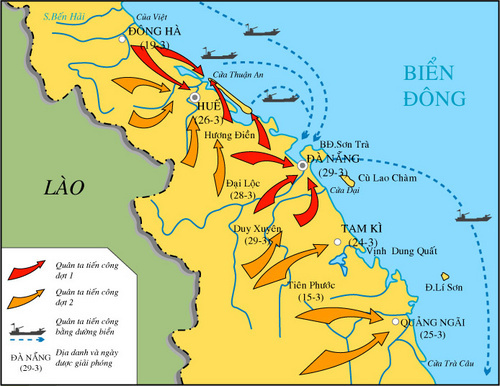 S.Bến Hải
Cửa Việt
ĐÔNG HÀ
(19-3)
Cửa Thuận An
HUẾ
(26-3)
Hương Điền
BIỂN
ĐÔNG
BĐ.Sơn Trà
ĐÀ NẴNG
(29-3)
Cù Lao Chàm
Cửa Đại
LÀO
Đại Lộc
(28-3)
Duy Xuyên
(29-3)
TAM KÌ
(24-3)
Vịnh Dung Quất
Tiên Phước
(15-3)
Đ.Lí Sơn
QUẢNG NGÃI
(25-3)
Cửa Trà Câu
Quân ta tiến công
đợt 1
Quân ta tiến công
đợt 2
Quân ta tiến công
bằng đường biển
ĐÀ NẴNG
(29-3)
Địa danh và ngày
được giải phóng